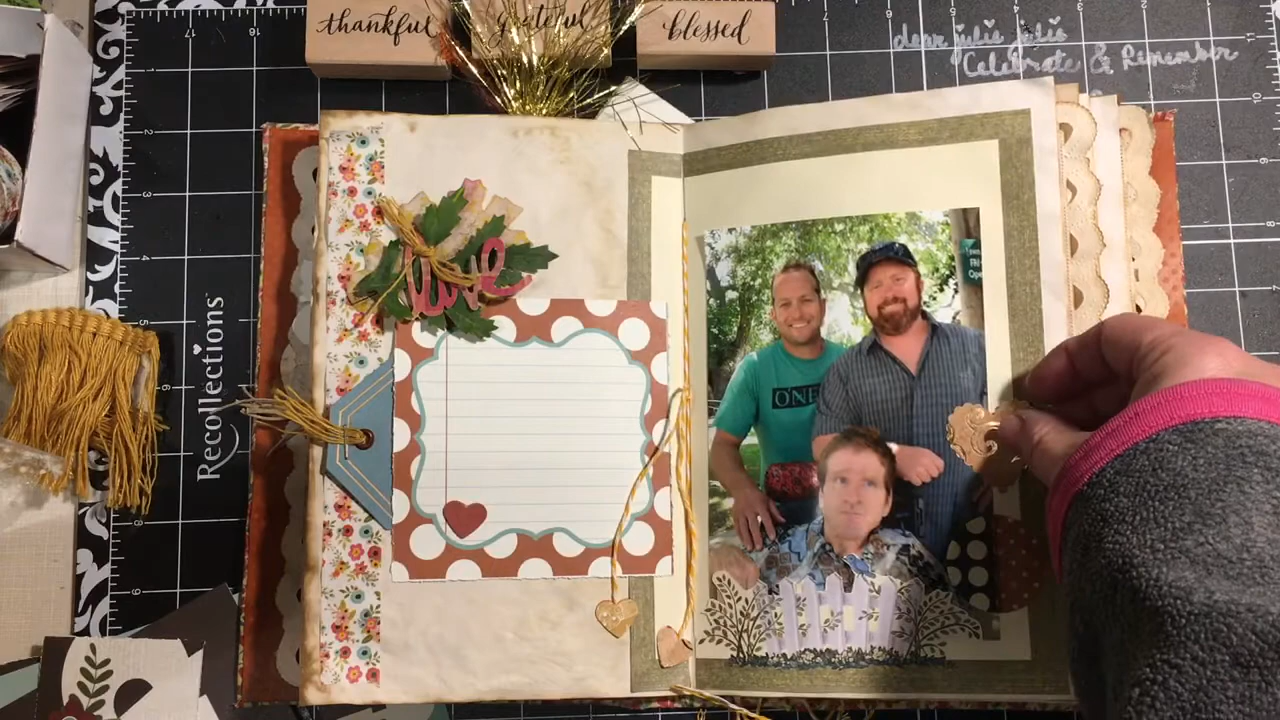 thankful
grateful
blessed
dear julie julie
Celebrate & Remember
love
ONE
Recollections